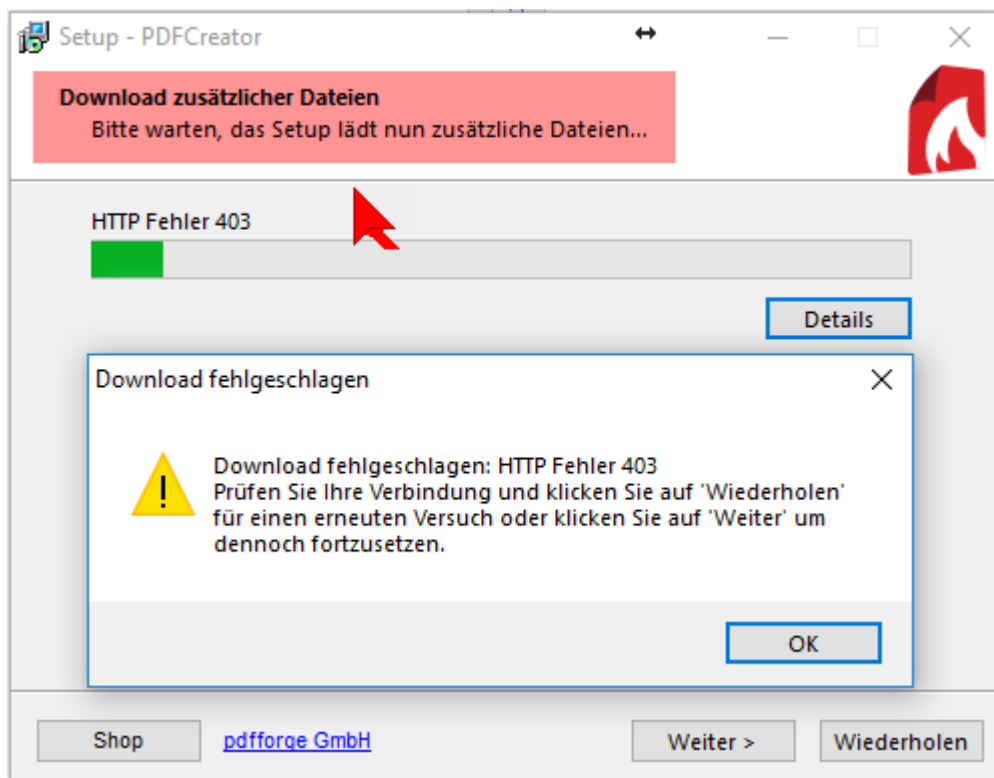 Setup - PDFCreator
Download zusätzlicher Dateien
Bitte warten, das Setup lädt nun zusätzliche Dateien...
HTTP Fehler 403
Details
Download fehlgeschlagen
Download fehlgeschlagen: HTTP Fehler 403
Prüfen Sie Ihre Verbindung und klicken Sie auf 'Wiederholen'
für einen erneuten Versuch oder klicken Sie auf 'Weiter' um
dennoch fortzusetzen.
OK
Shop
pdfforge GmbH
Weiter >
Wiederholen